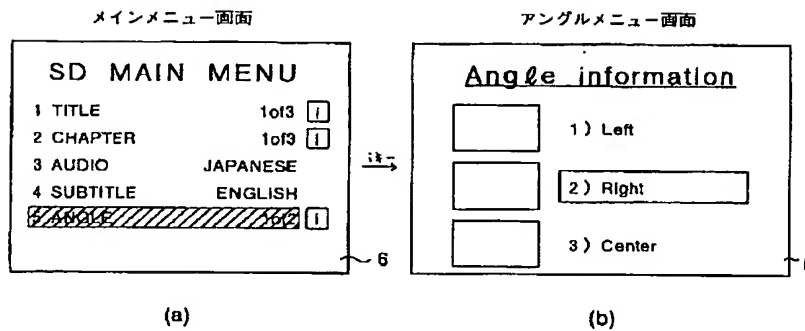 メインメニュー画面
SD MAIN MENU
1 TITLE 1of3 i
2 CHAPTER 1of3 i
3 AUDIO JAPANESE
4 SUBTITLE ENGLISH
5 ANGLE 1of2 i
6
(a)
アングルメニュー画面
Angle information
1) Left
2) Right
3) Center
(b)